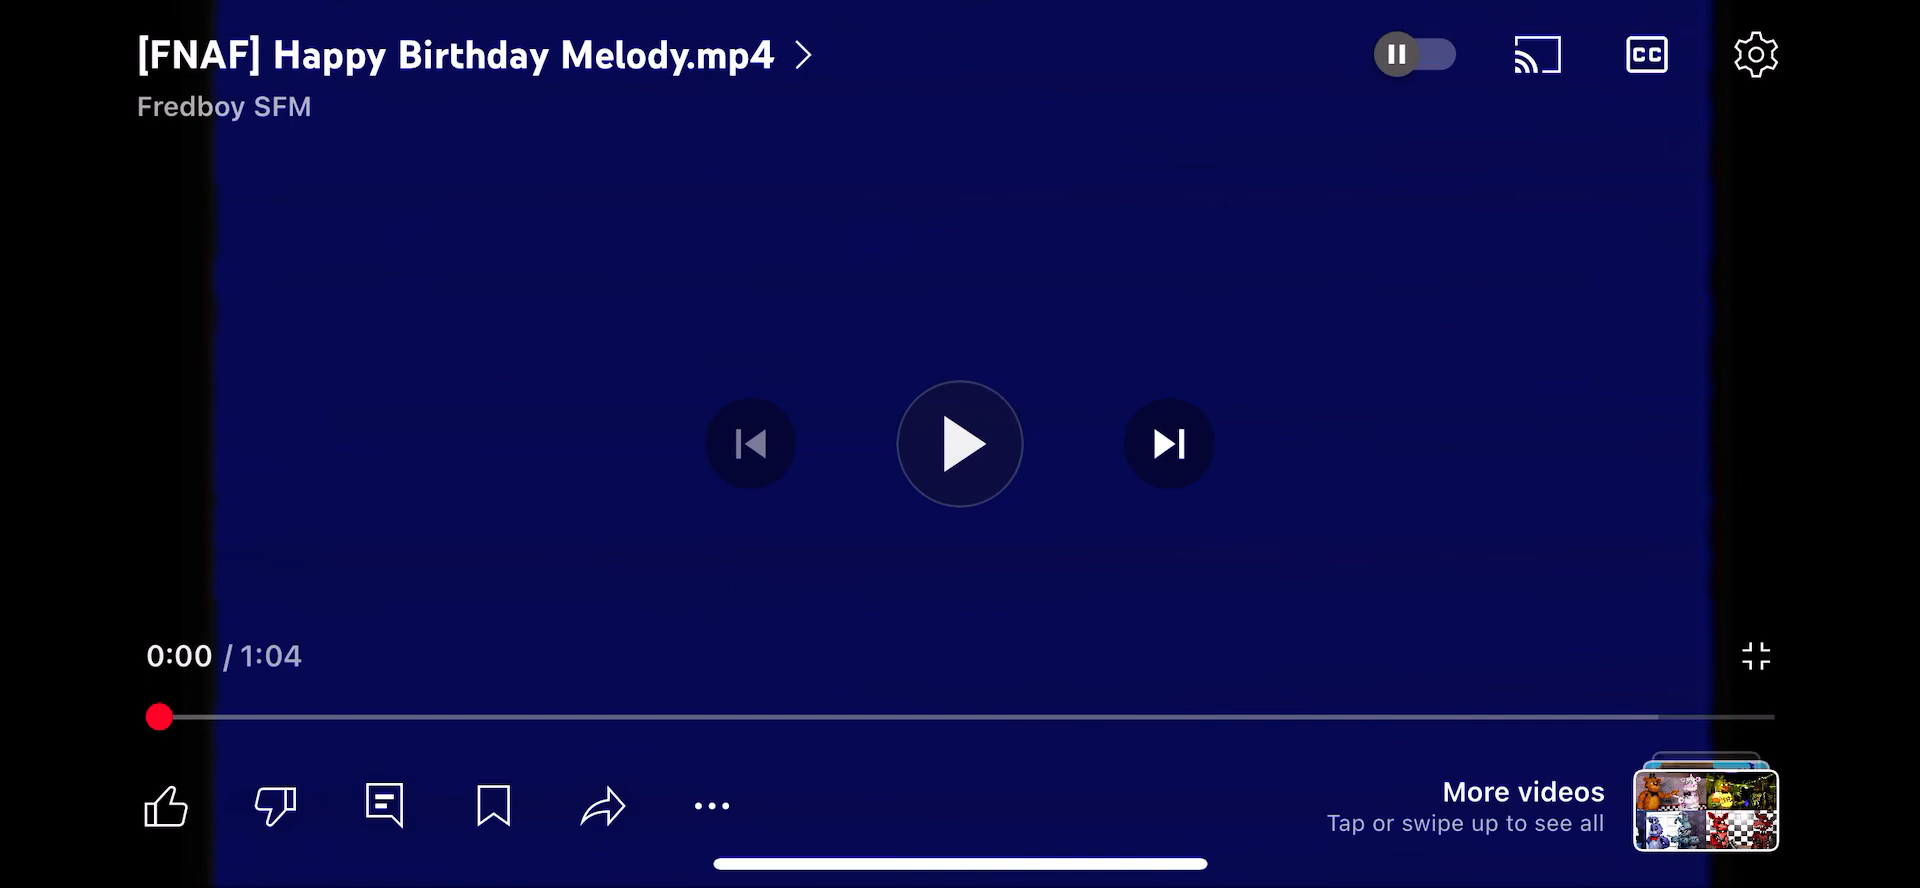 [FNAF] Happy Birthday Melody.mp4
Fredboy SFM
CC
0:00 / 1:04
More videos
Tap or swipe up to see all